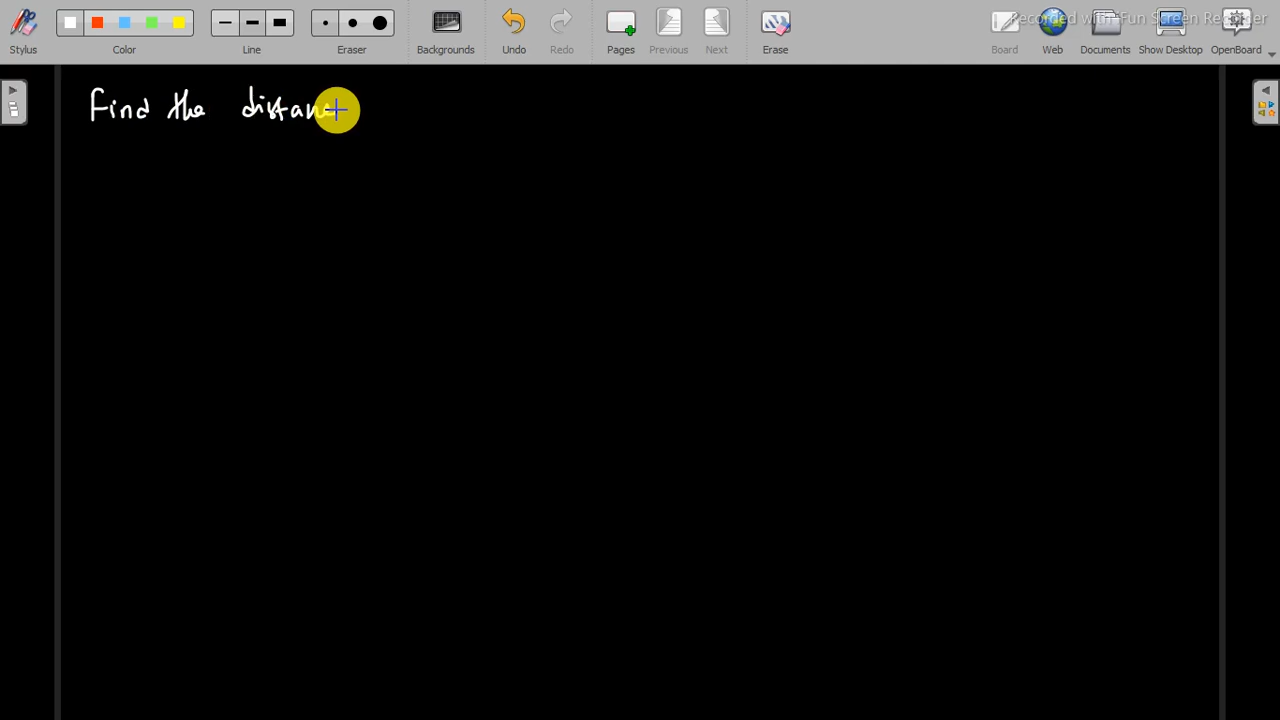 Recorded with Fun Screen Recorder
Stylus Color Line Eraser Backgrounds Undo Redo Pages Previous Next Erase Board Web Documents Show Desktop OpenBoard
Find the distanc